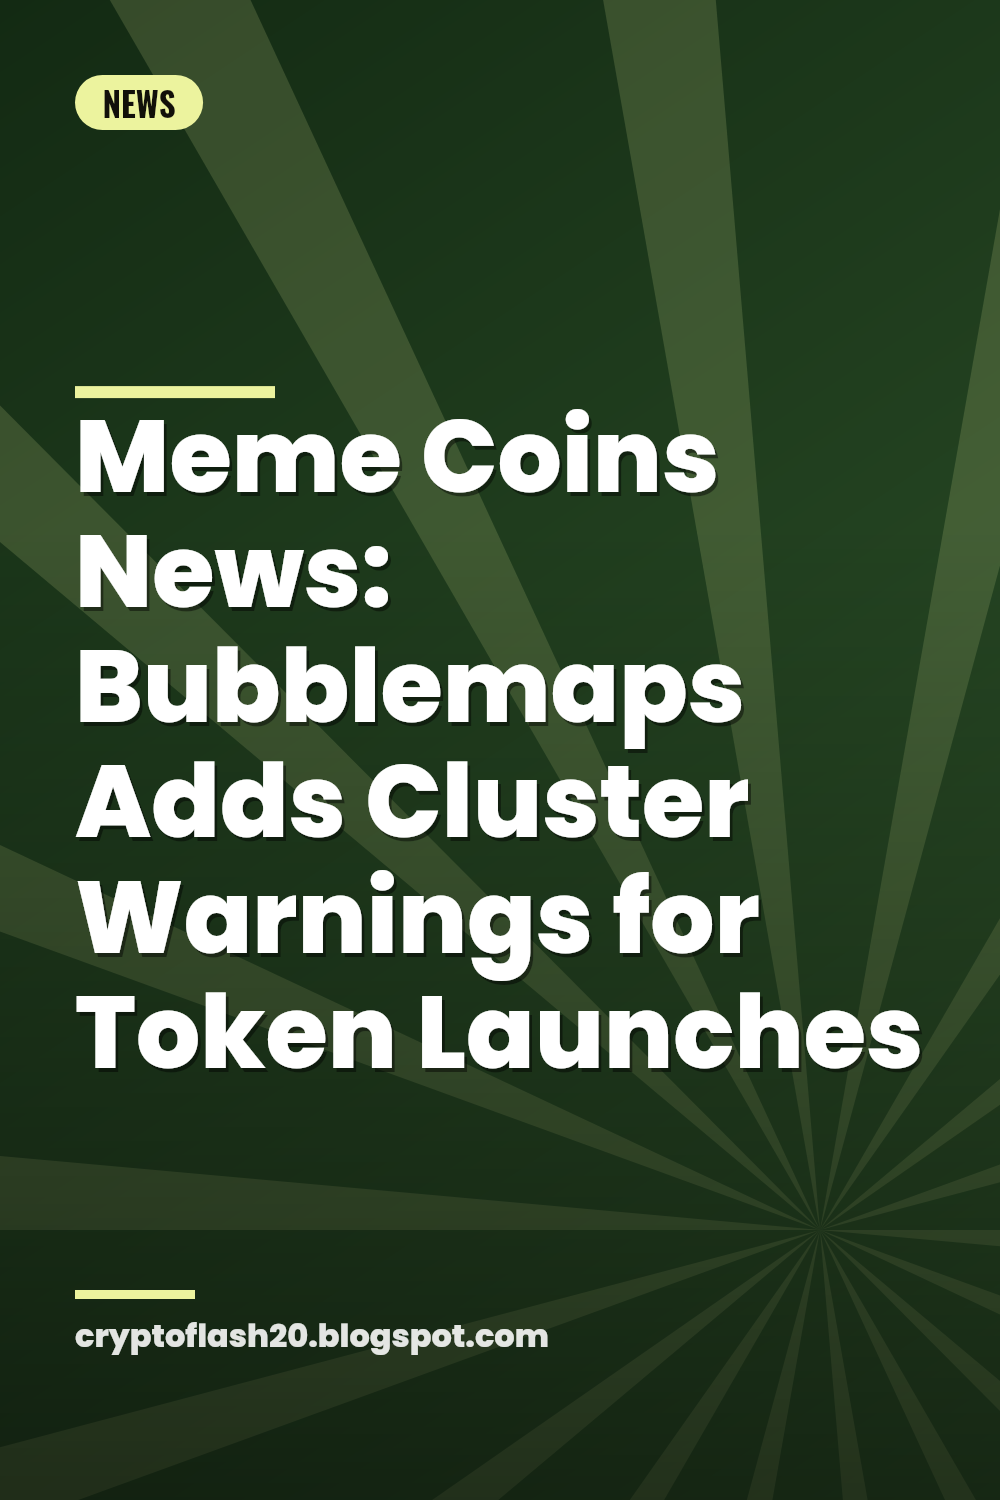 NEWS
Meme Coins
News:
Bubblemaps
Adds Cluster
Warnings for
Token Launches
cryptoflash20.blogspot.com